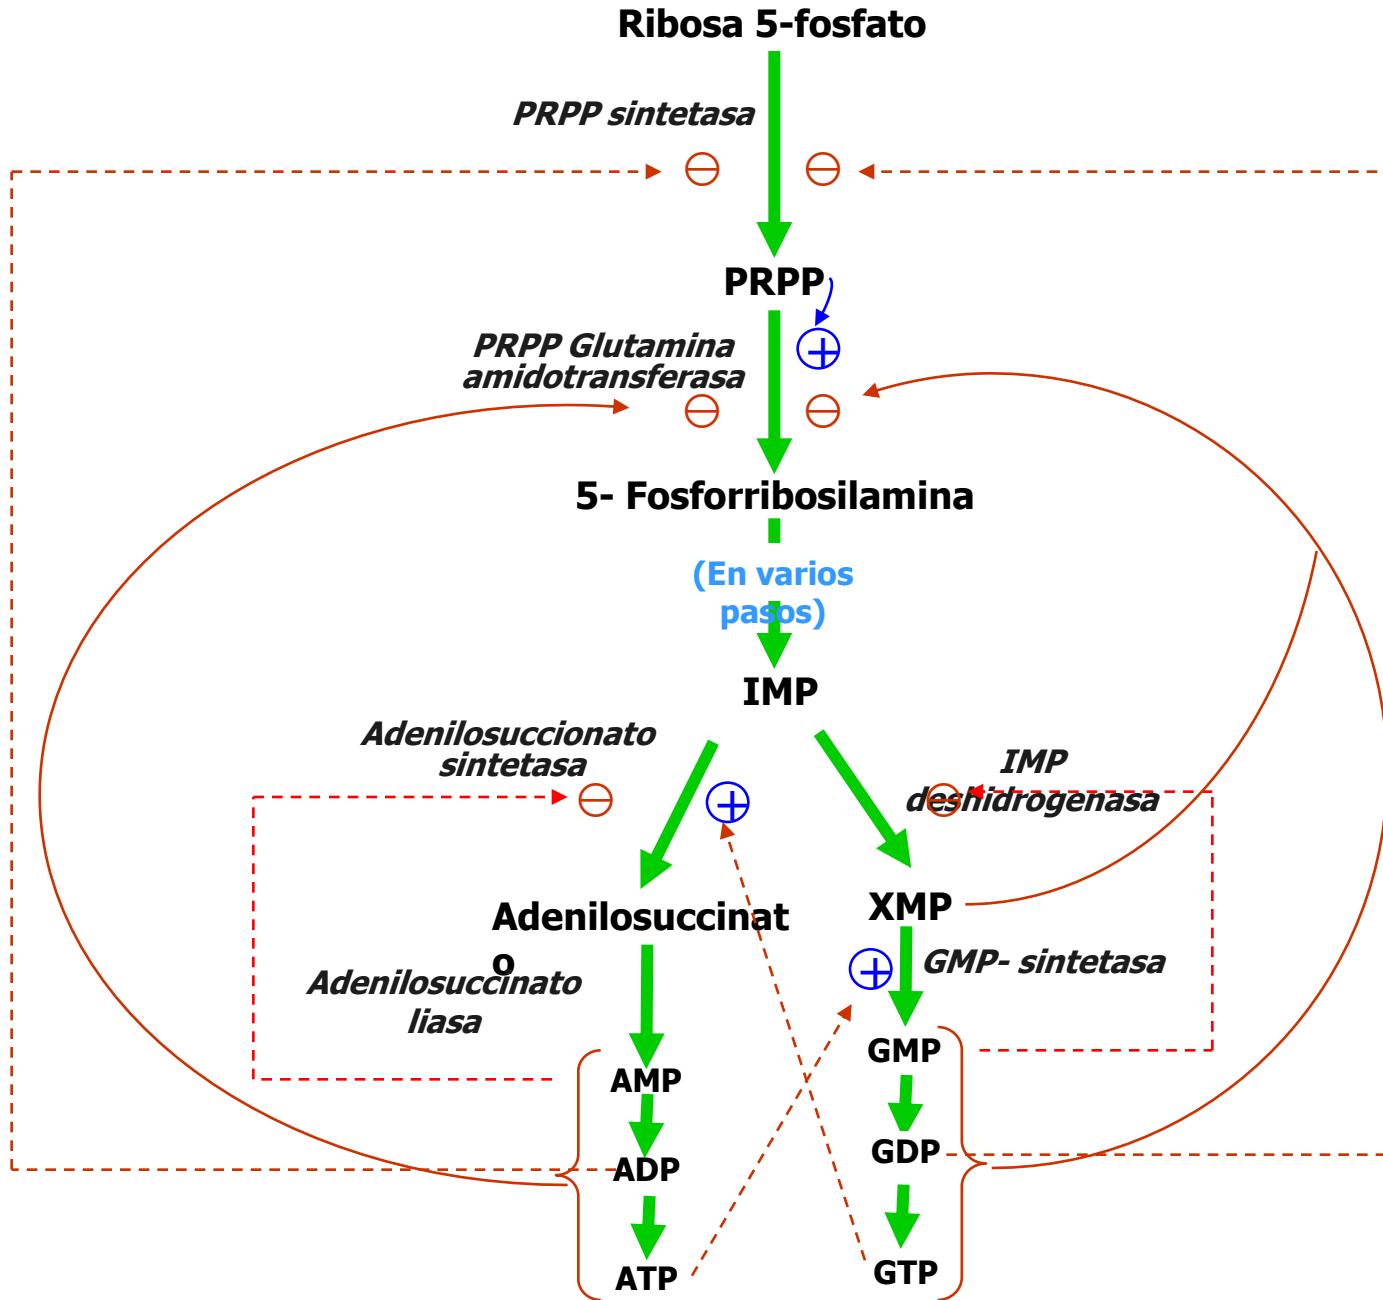 Ribosa 5-fosfato
PRPP sintetasa
PRPP
PRPP Glutamina
amidotransferasa
5- Fosforribosilamina
(En varios
pasos)
IMP
Adenilosuccionato
sintetasa
IMP
deshidrogenasa
Adenilosuccinat
o
XMP
GMP- sintetasa
Adenilosuccinato
liasa
GMP
AMP
GDP
ADP
GTP
ATP